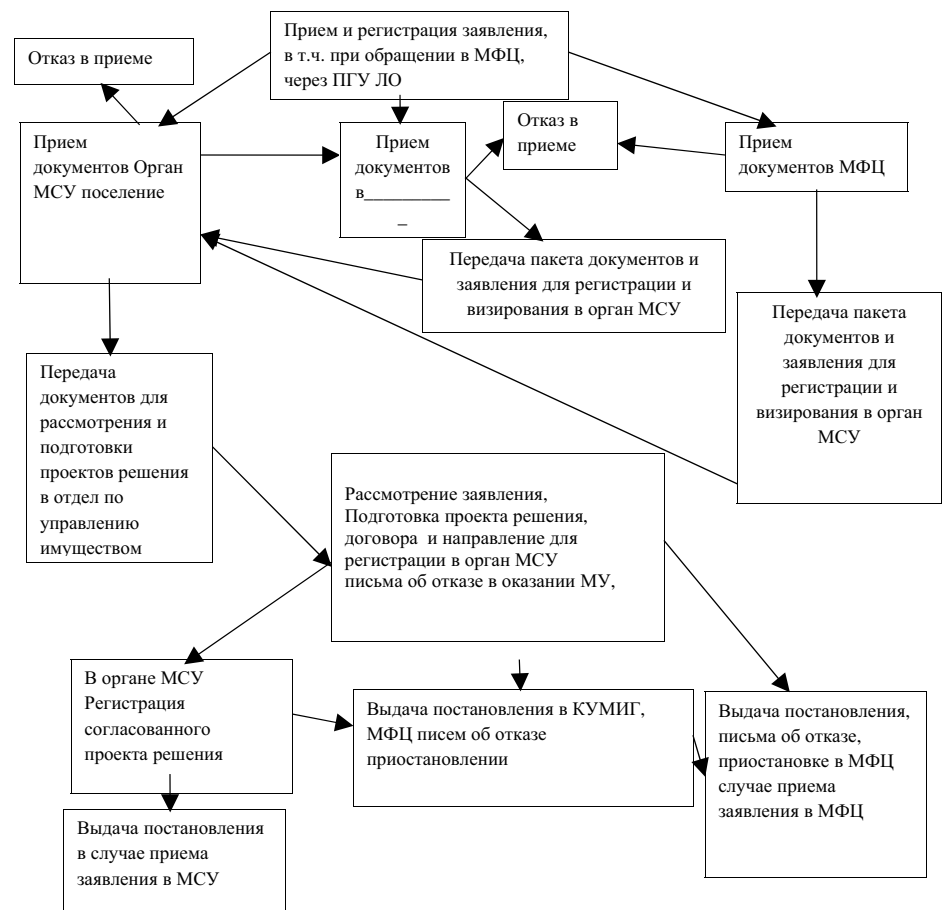 Прием и регистрация заявления,
в т.ч. при обращении в МФЦ,
через ПГУ ЛО
Отказ в приеме
Прием
документов Орган
МСУ поселение
Прием
документов
в__________
_
Отказ в
приеме
Прием
документов МФЦ
Передача пакета документов и
заявления для регистрации и
визирования в орган МСУ
Передача пакета
документов и
заявления для
регистрации и
визирования в орган
МСУ
Передача
документов для
рассмотрения и
подготовки
проектов решения
в отдел по
управлению
имуществом
Рассмотрение заявления,
Подготовка проекта решения,
договора и направление для
регистрации в орган МСУ
письма об отказе в оказании МУ,
В органе МСУ
Регистрация
согласованного
проекта решения
Выдача постановления в КУМИГ,
МФЦ писем об отказе
приостановлении
Выдача постановления,
письма об отказе,
приостановке в МФЦ
случае приема
заявления в МФЦ
Выдача постановления
в случае приема
заявления в МСУ